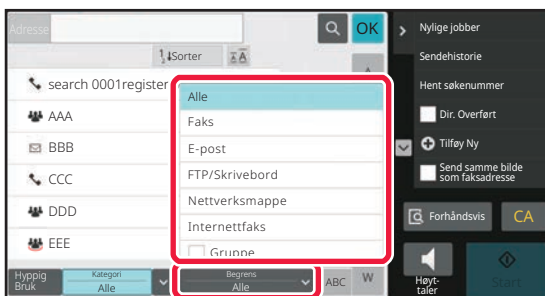 Adresse
OK
Sorter
search 0001register
AAA
BBB
CCC
DDD
EEE
Alle
Faks
E-post
FTP/Skrivebord
Nettverksmappe
Internettfaks
Gruppe
Hyppig
Bruk
Kategori
Alle
Begrens
Alle
ABC
W
Nylige jobber
Sendehistorie
Hent søkenummer
Dir. Overført
Tilføy Ny
Send samme bilde
som faksadresse
Forhåndsvis
CA
Høyt-
taler
Start